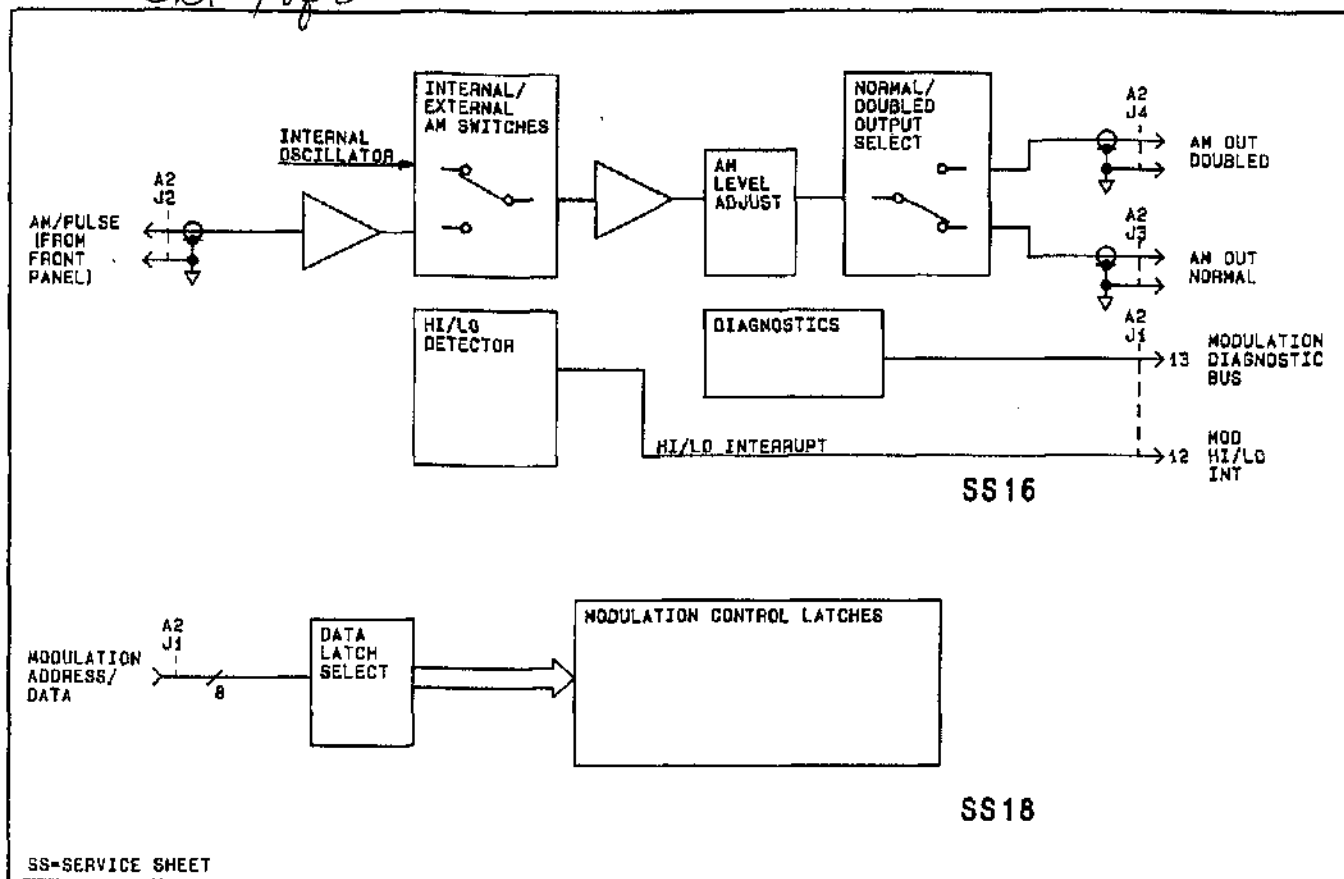 INTERNAL/
EXTERNAL
AM SWITCHES
NORMAL/
DOUBLED
OUTPUT
SELECT
A2
J4
INTERNAL
OSCILLATOR
AM OUT
DOUBLED
A2
J2
AM
LEVEL
ADJUST
AM/PULSE
(FROM
FRONT
PANEL)
A2
J3
AM OUT
NORMAL
HI/LO
DETECTOR
DIAGNOSTICS
A2
J1
13
MODULATION
DIAGNOSTIC
BUS
HI/LO INTERRUPT
12
MOD
HI/LO
INT
SS16
A2
J1
MODULATION
ADDRESS/
DATA
8
DATA
LATCH
SELECT
MODULATION CONTROL LATCHES
SS18
SS=SERVICE SHEET